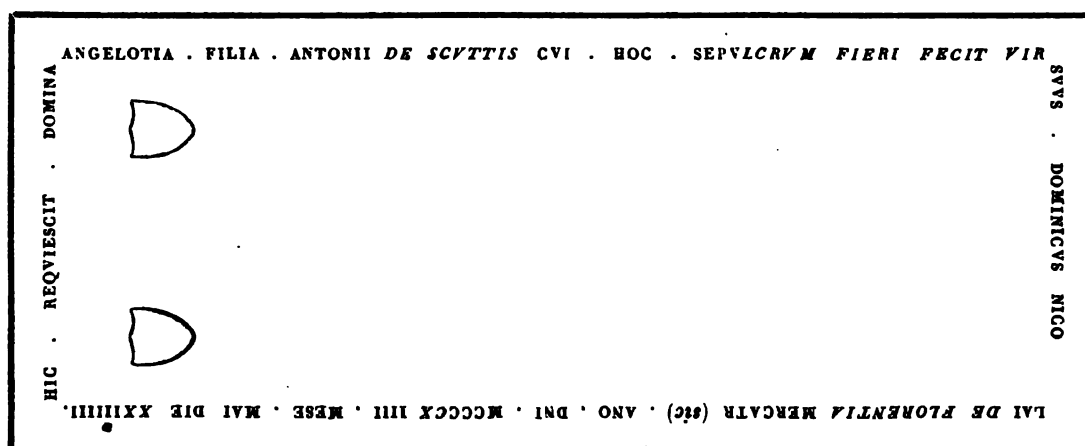 HIC . REQVIESCIT . DOMINA
ANGELOTIA . FILIA . ANTONII DE SCVTTIS CVI . HOC . SEPVLCRVM FIERI FECIT VIR
SVVS . DOMINICVS NICO
LAI DE FLORENTIA MERCATR (sic) . ANO . DNI . MCCCCX IIII . MESE . MAI DIE XXIIIIII.